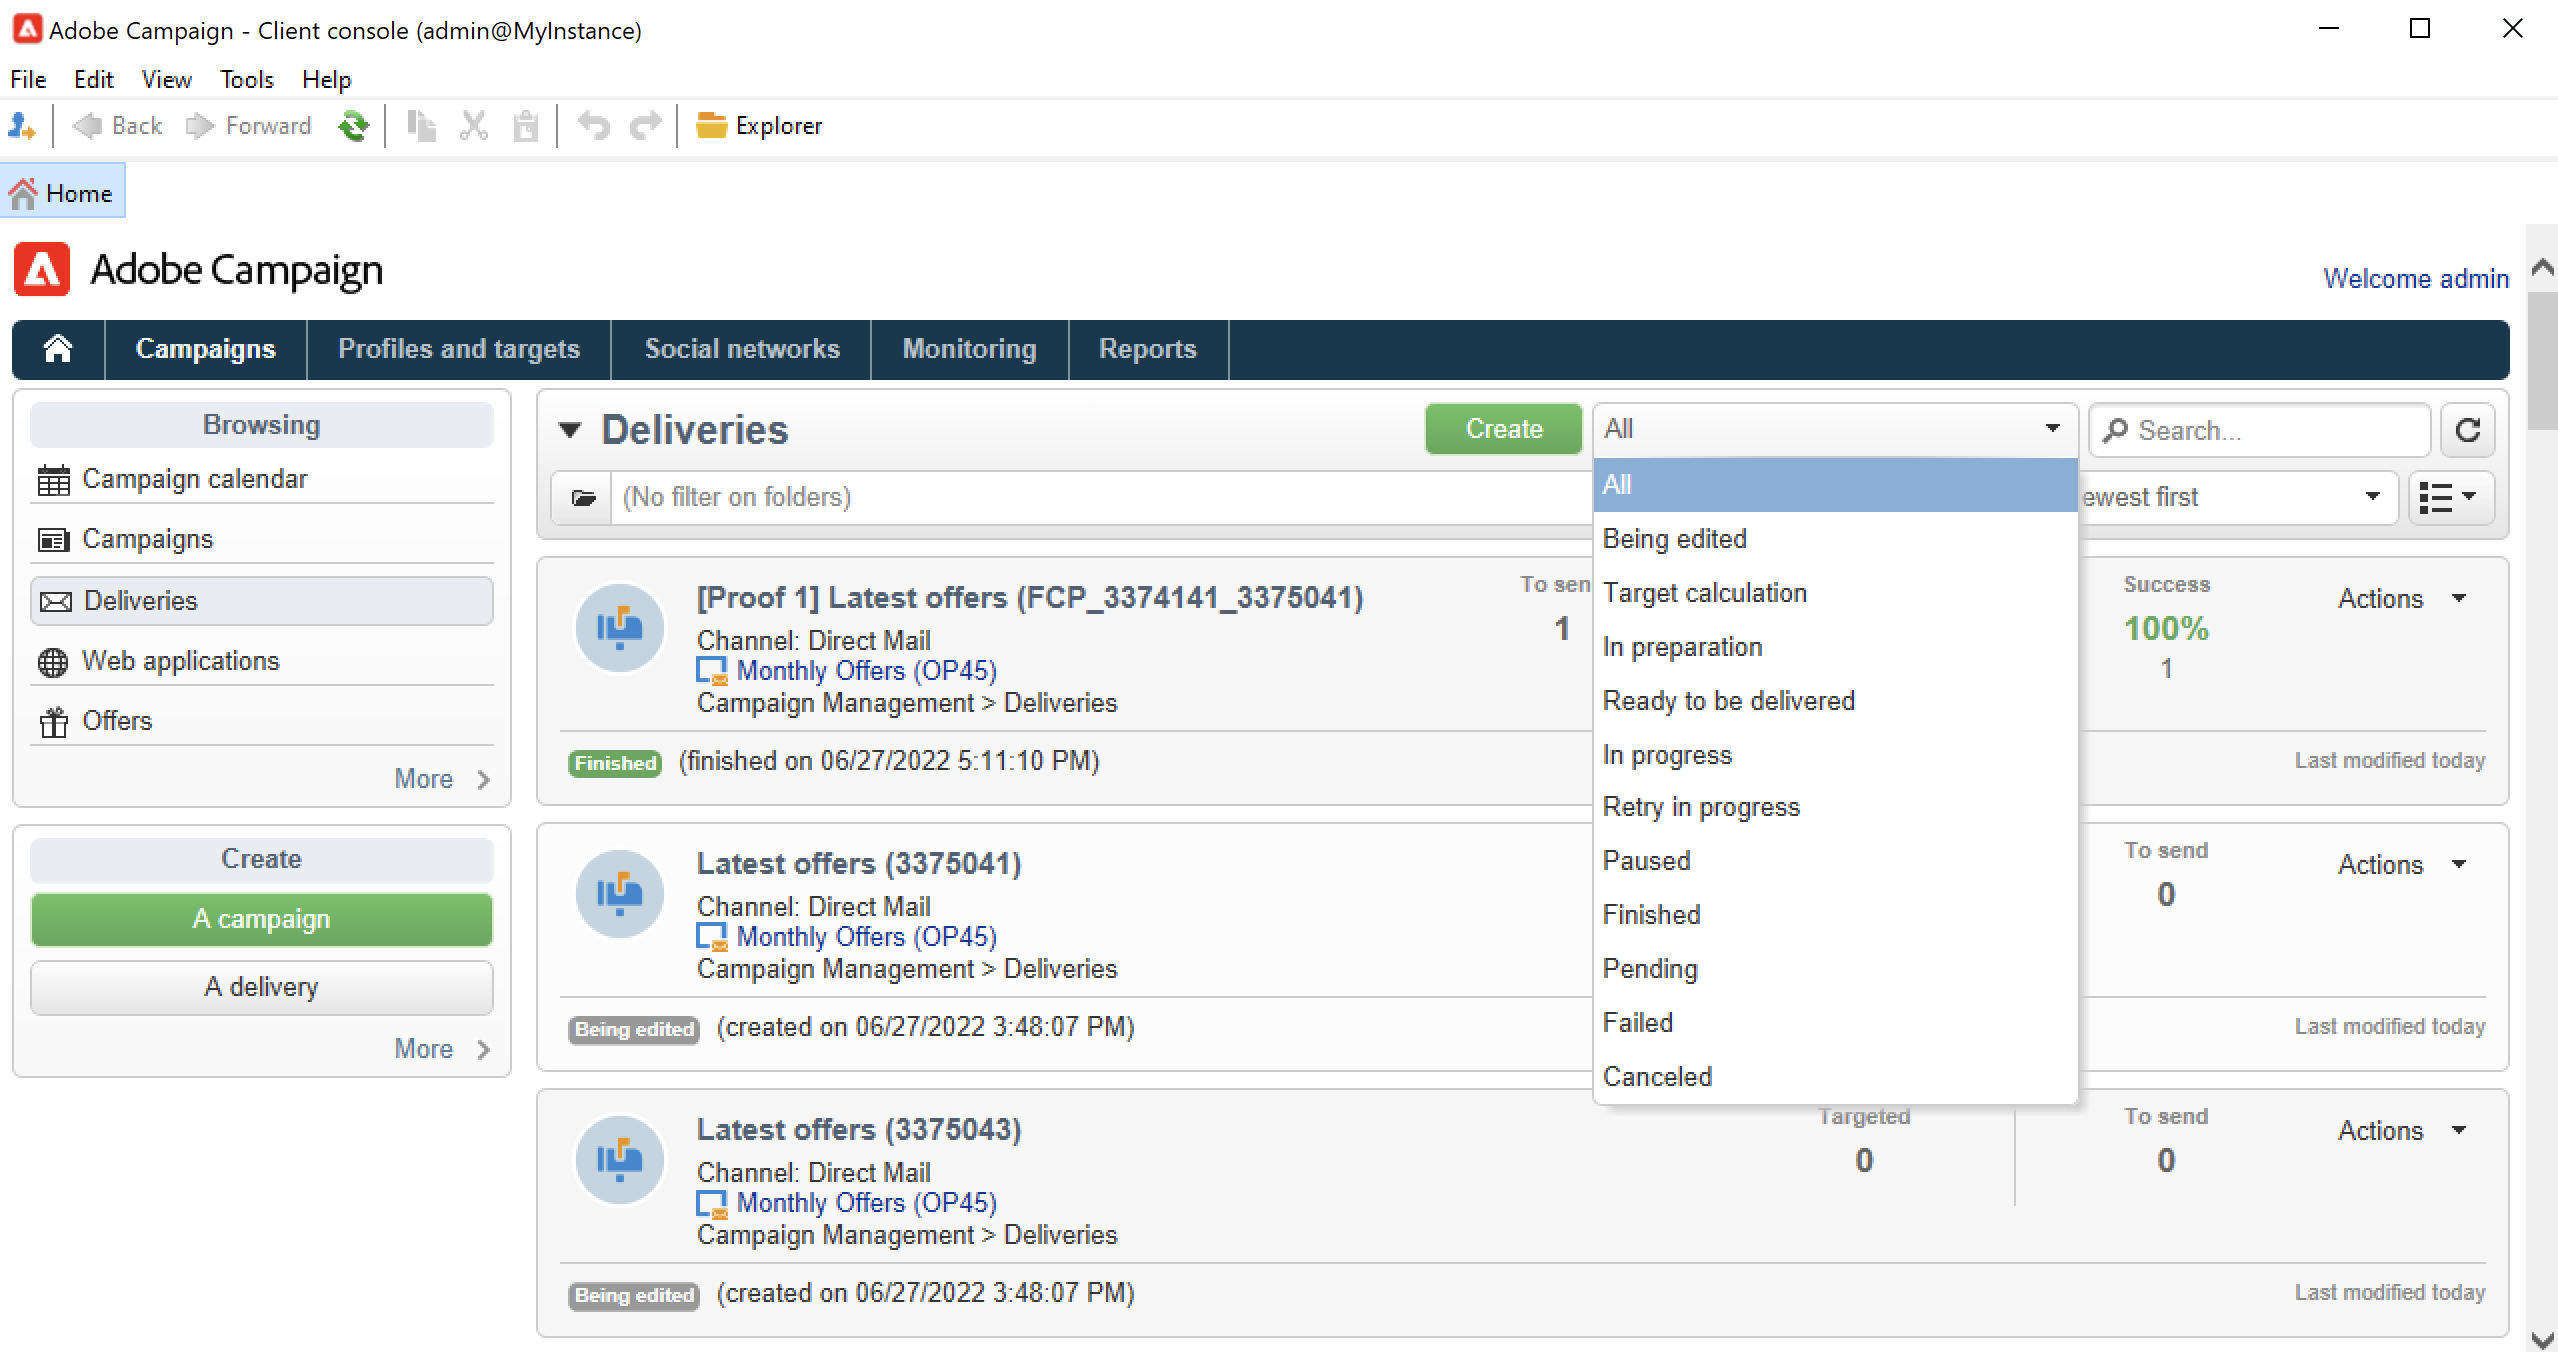 Adobe Campaign - Client console (admin@MyInstance)
File Edit View Tools Help
Back Forward Explorer
Home
Adobe Campaign
Welcome admin
Campaigns Profiles and targets Social networks Monitoring Reports
Browsing
Campaign calendar
Campaigns
Deliveries
Web applications
Offers
More
Create
A campaign
A delivery
More
Deliveries Create All Search...
(No filter on folders) ewest first
All
Being edited
Target calculation
In preparation
Ready to be delivered
In progress
Retry in progress
Paused
Finished
Pending
Failed
Canceled
[Proof 1] Latest offers (FCP_3374141_3375041)
Channel: Direct Mail
Monthly Offers (OP45)
Campaign Management > Deliveries
To sen
1
Success
100%
1
Actions
Finished (finished on 06/27/2022 5:11:10 PM) Last modified today
Latest offers (3375041)
Channel: Direct Mail
Monthly Offers (OP45)
Campaign Management > Deliveries
To send
0
Actions
Being edited (created on 06/27/2022 3:48:07 PM) Last modified today
Latest offers (3375043)
Channel: Direct Mail
Monthly Offers (OP45)
Campaign Management > Deliveries
Targeted
0
To send
0
Actions
Being edited (created on 06/27/2022 3:48:07 PM) Last modified today